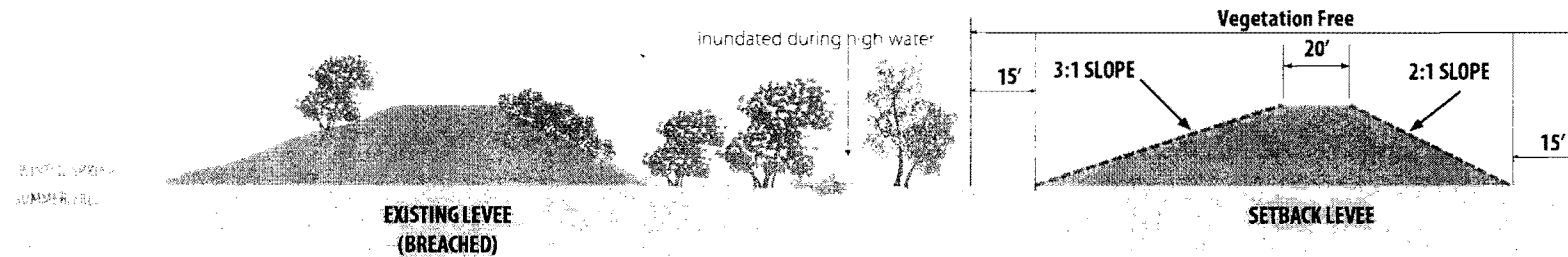 Vegetation Free
inundated during high water
20'
15'
3:1 SLOPE
2:1 SLOPE
15'
EXISTING LEVEE
(BREACHED)
SETBACK LEVEE